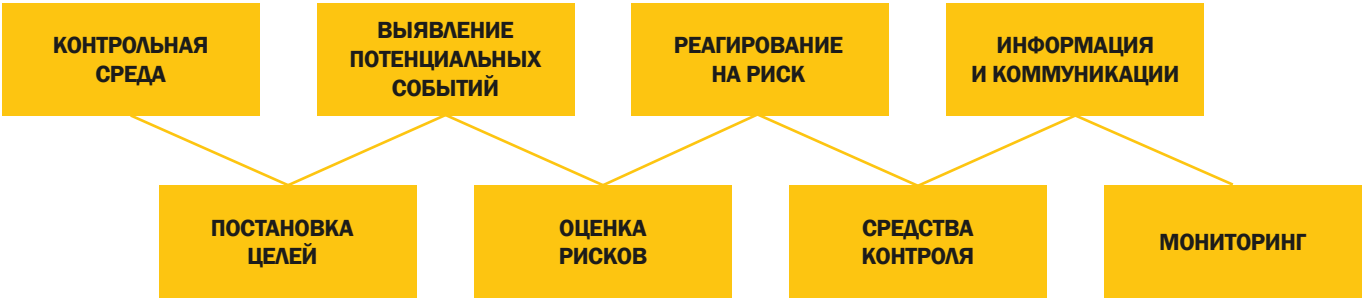 КОНТРОЛЬНАЯ
СРЕДА
ВЫЯВЛЕНИЕ
ПОТЕНЦИАЛЬНЫХ
СОБЫТИЙ
РЕАГИРОВАНИЕ
НА РИСК
ИНФОРМАЦИЯ
И КОММУНИКАЦИИ
ПОСТАНОВКА
ЦЕЛЕЙ
ОЦЕНКА
РИСКОВ
СРЕДСТВА
КОНТРОЛЯ
МОНИТОРИНГ